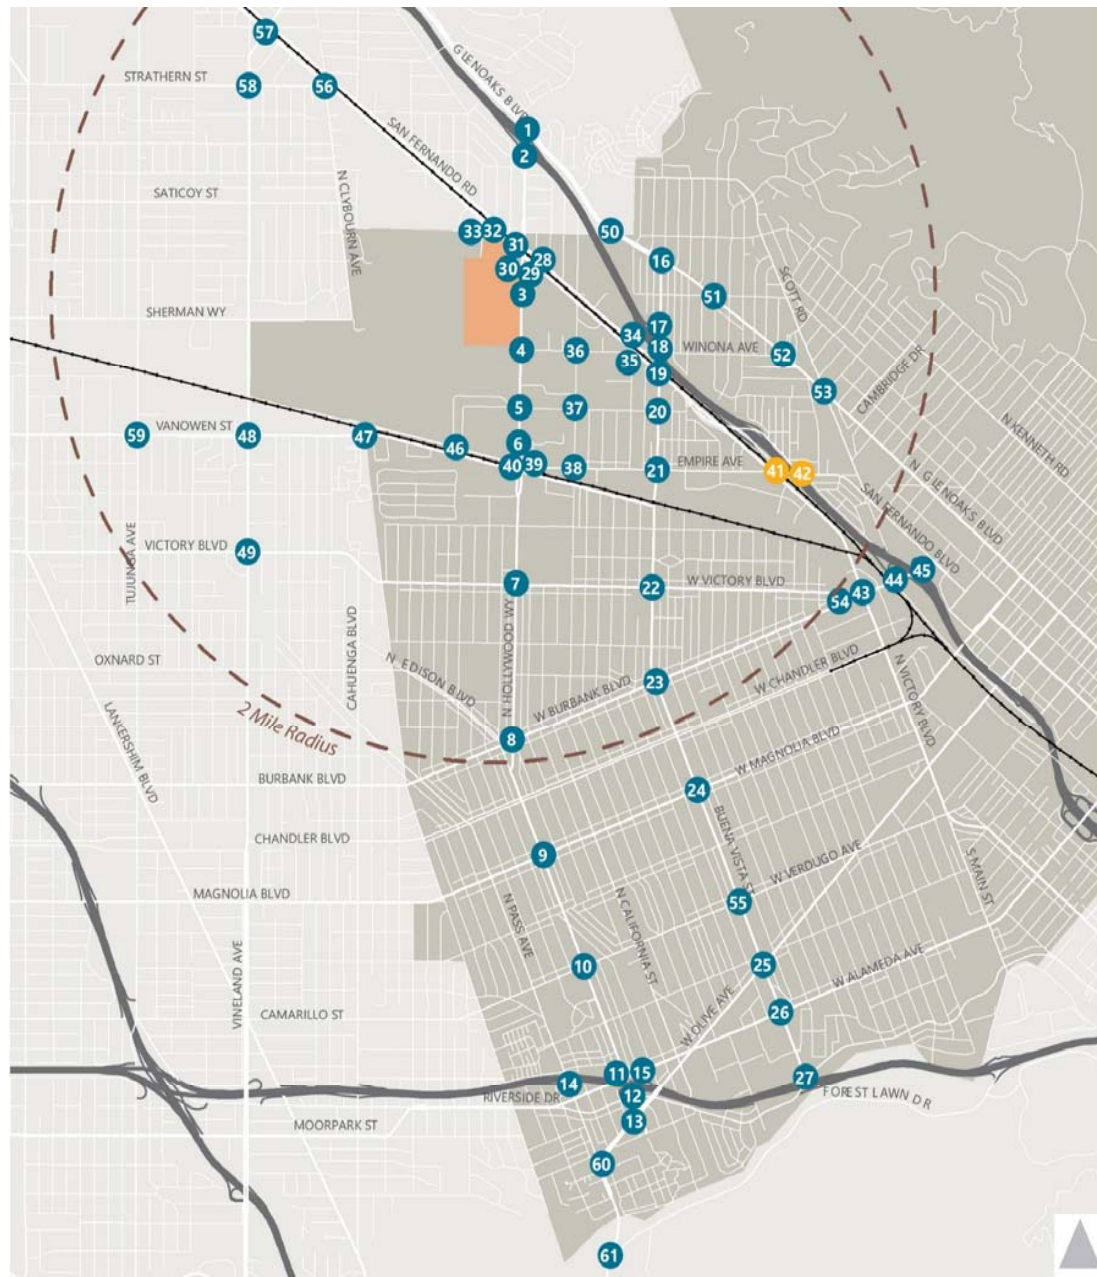 57
GLENOAKS BLVD
STRATHERN ST
58
56
1
SAN FERNANDO RD
2
SATICOY ST
N CLYBOURN AVE
33
32
31
50
28
30
29
16
SCOTT RD
3
51
SHERMAN WY
17
34
4
36
18
WINONA AVE
52
35
19
CAMBRIDGE DR
53
5
37
20
N KENNETH RD
59
VANOWEN ST
48
47
46
6
40
39
38
21
EMPIRE AVE
41
42
N GLENOAKS BLVD
SAN FERNANDO BLVD
TUJUNGA AVE
VICTORY BLVD
49
45
44
7
22
W VICTORY BLVD
43
54
CAHUENGA BLVD
N HOLLYWOOD WY
OXNARD ST
N EDISON BLVD
W BURBANK BLVD
23
W CHANDLER BLVD
N VICTORY BLVD
LANKERSHIM BLVD
2 Mile Radius
8
W MAGNOLIA BLVD
BURBANK BLVD
24
BUENA VISTA ST
CHANDLER BLVD
9
W VERDUGO AVE
S MAIN ST
MAGNOLIA BLVD
N PASS AVE
N CALIFORNIA ST
55
VINELAND AVE
10
25
W ALAMEDA AVE
W OLIVE AVE
26
CAMARILLO ST
11
15
14
27
RIVERSIDE DR
12
FOREST LAWN DR
MOORPARK ST
13
60
61